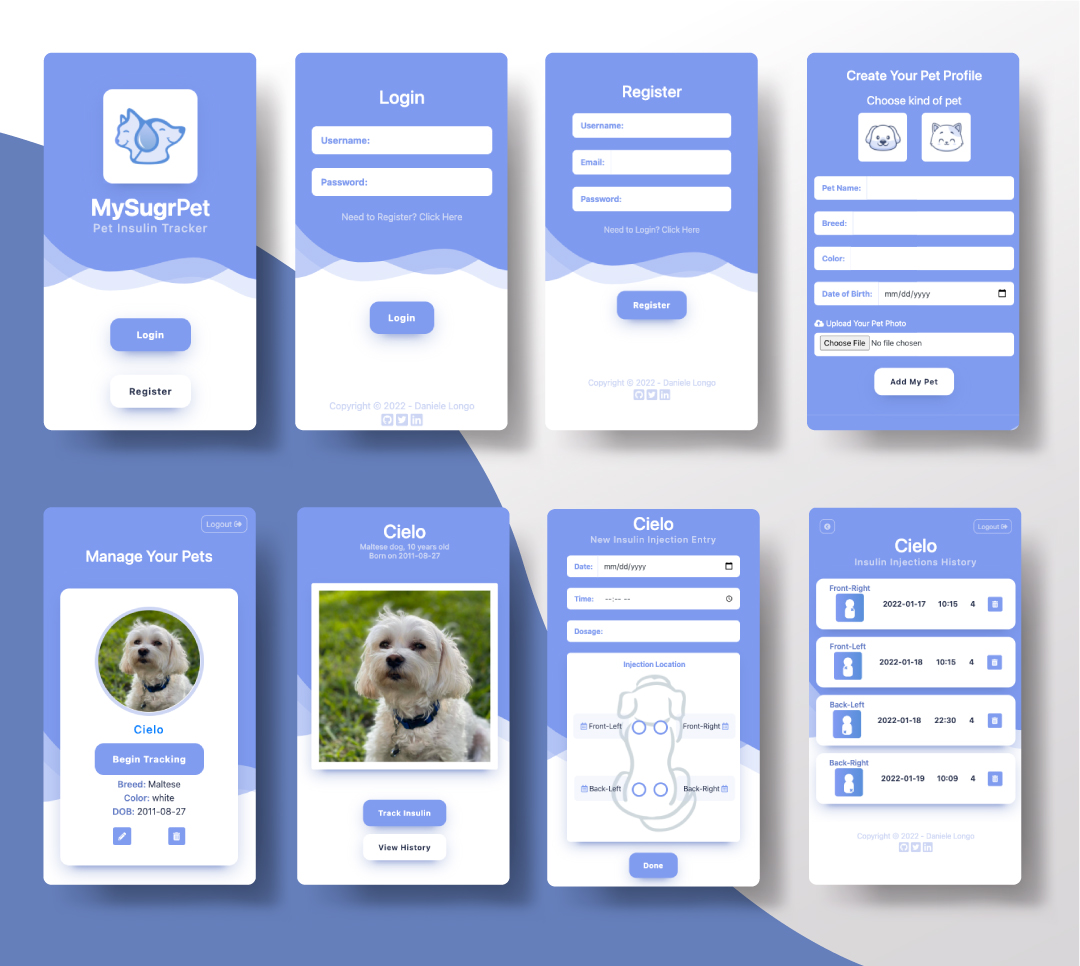 MySugrPet
Pet Insulin Tracker
Login
Register
Login
Username:
Password:
Need to Register? Click Here
Login
Copyright © 2022 - Daniele Longo
Register
Username:
Email:
Password:
Need to Login? Click Here
Register
Copyright © 2022 - Daniele Longo
Create Your Pet Profile
Choose kind of pet
Pet Name:
Breed:
Color:
Date of Birth: mm/dd/yyyy
Upload Your Pet Photo
Choose File No file chosen
Add My Pet
Logout
Manage Your Pets
Cielo
Begin Tracking
Breed: Maltese
Color: white
DOB: 2011-08-27
Cielo
Maltese dog, 10 years old
Born on 2011-08-27
Track Insulin
View History
Cielo
New Insulin Injection Entry
Date: mm/dd/yyyy
Time: --:-- --
Dosage:
Injection Location
Front-Left Front-Right
Back-Left Back-Right
Done
Logout
Cielo
Insulin Injections History
Front-Right
2022-01-17 10:15 4
Front-Left
2022-01-18 10:15 4
Back-Left
2022-01-18 22:30 4
Back-Right
2022-01-19 10:09 4
Copyright © 2022 - Daniele Longo